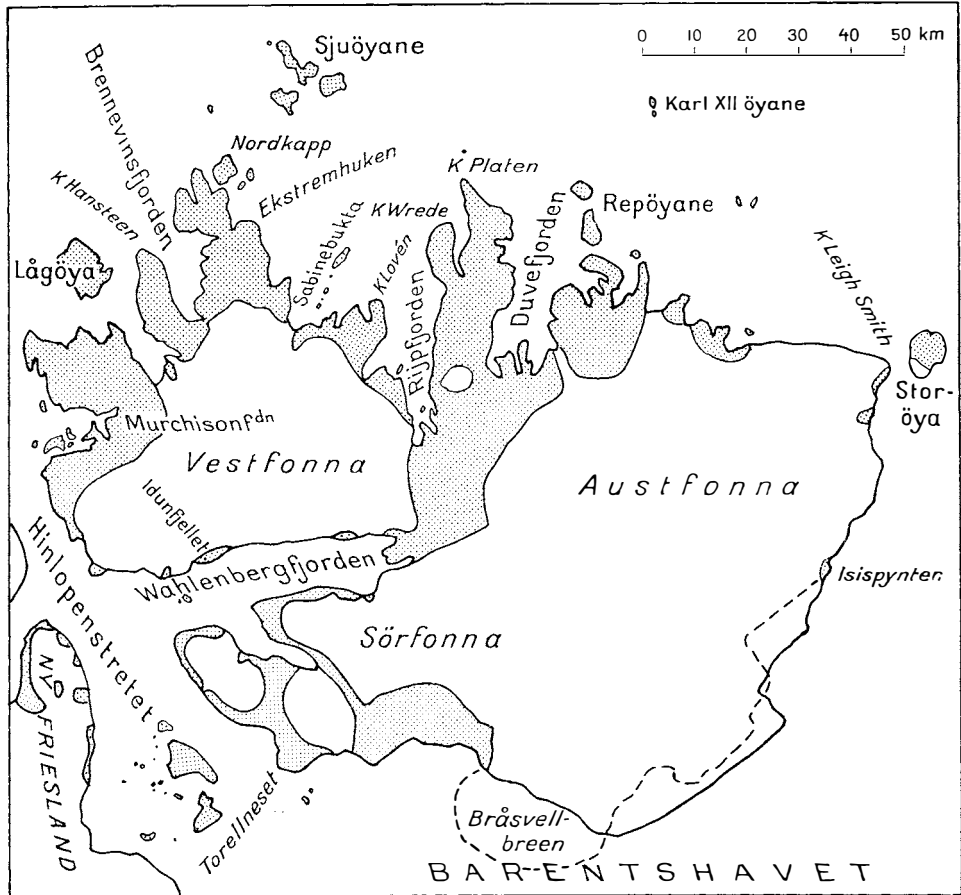 Sjuöyane
0 10 20 30 40 50 km
Karl XII öyane
Brennevinsfjorden
Nordkapp
Ekstremhuken
K Hansteen
K Platen
K Wrede
Sabinebukta
K Lovén
Duvefjorden
Repöyane
Lågöya
Rijpfjorden
K Leigh Smith
Stor-
öya
Murchisonfdn
Vestfonna
Austfonna
Idunfjellet
Hinlopenstretet
Wahlenbergfjorden
Isispynten
Sörfonna
NY
FRIESLAND
Torellneset
Bråsvell-
breen
BARENTSHAVET